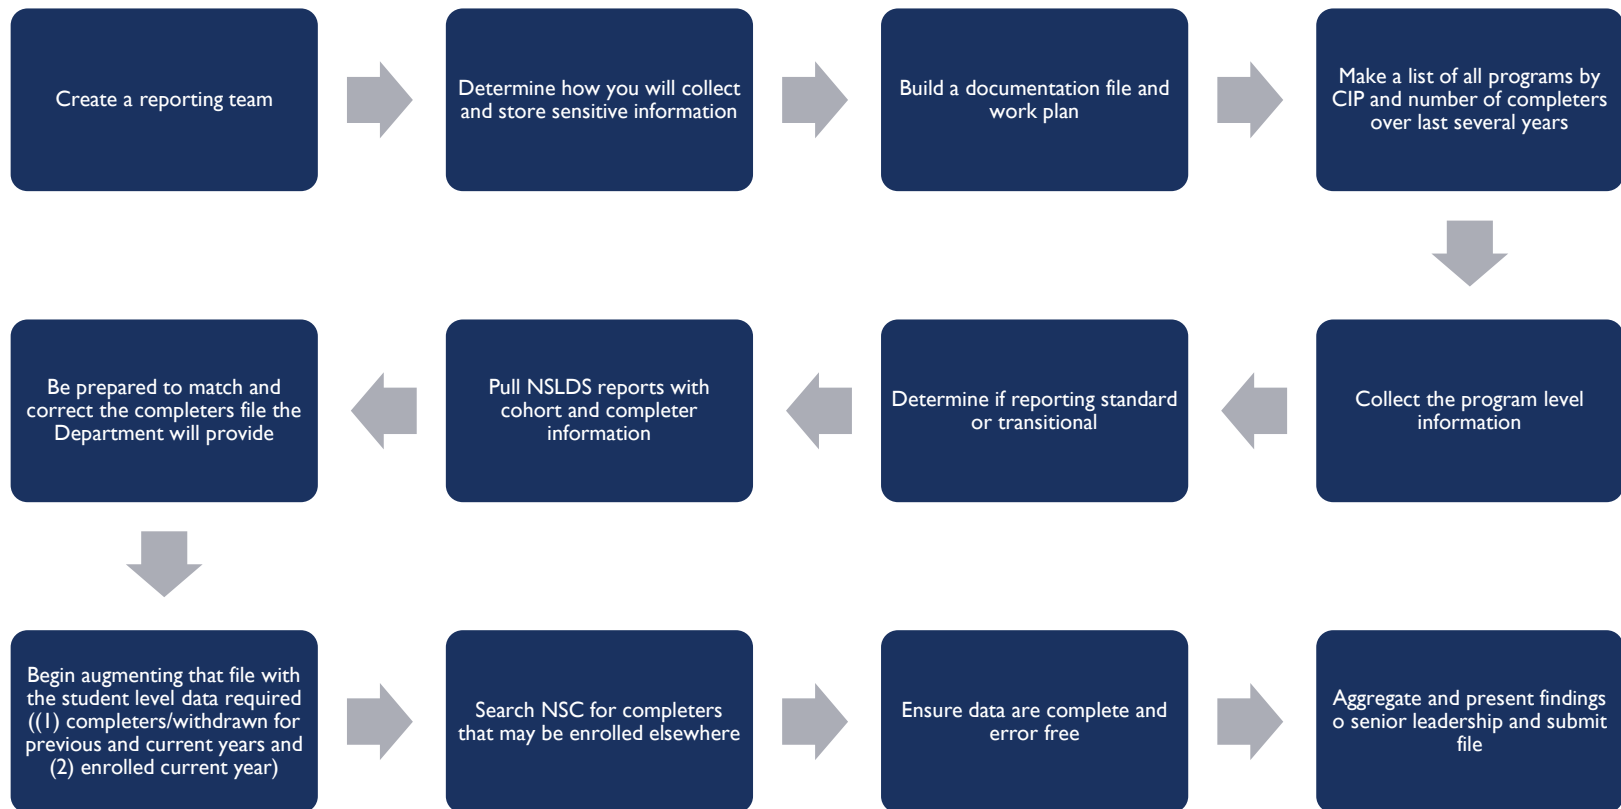 Create a reporting team
Determine how you will collect
and store sensitive information
Build a documentation file and
work plan
Make a list of all programs by
CIP and number of completers
over last several years
Collect the program level
information
Determine if reporting standard
or transitional
Pull NSLDS reports with
cohort and completer
information
Be prepared to match and
correct the completers file the
Department will provide
Begin augmenting that file with
the student level data required
((1) completers/withdrawn for
previous and current years and
(2) enrolled current year)
Search NSC for completers
that may be enrolled elsewhere
Ensure data are complete and
error free
Aggregate and present findings
o senior leadership and submit
file